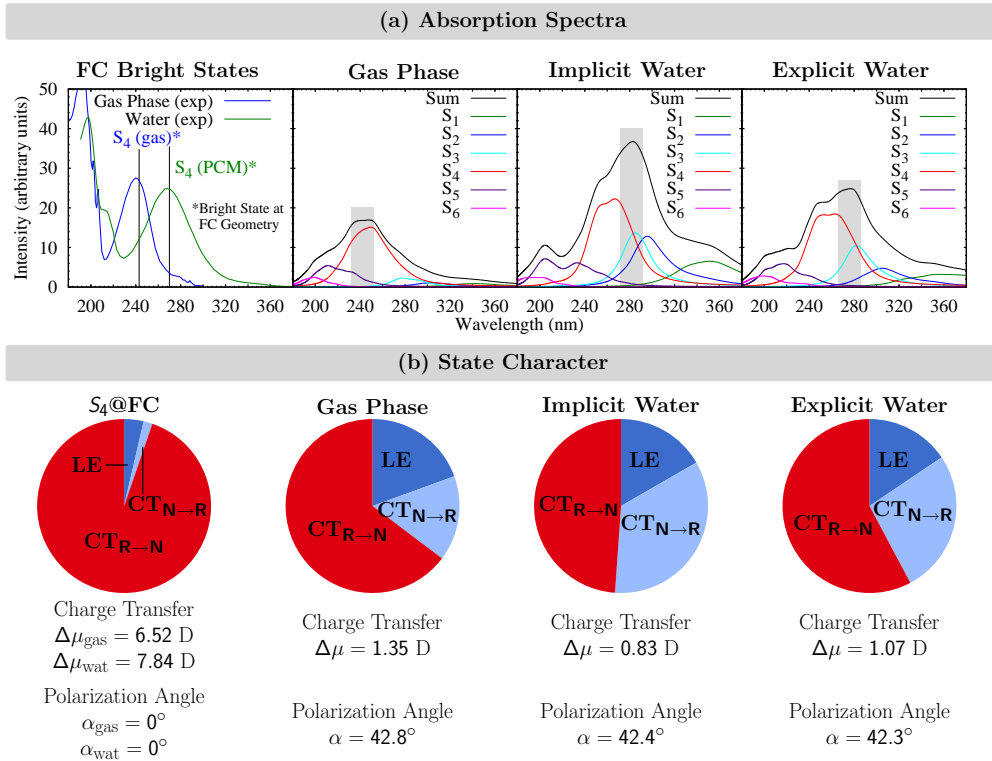 (a) Absorption Spectra
FC Bright States
Gas Phase
Implicit Water
Explicit Water
Intensity (arbitrary units)
50
40
30
20
10
0
Gas Phase (exp)
Water (exp)
S4 (gas)*
S4 (PCM)*
*Bright State at
FC Geometry
200 240 280 320 360
Sum
S1
S2
S3
S4
S5
S6
200 240 280 320 360
Sum
S1
S2
S3
S4
S5
S6
200 240 280 320 360
Sum
S1
S2
S3
S4
S5
S6
200 240 280 320 360
Wavelength (nm)
(b) State Character
S4@FC
LE
CTN→R
CTR→N
Charge Transfer
Δμgas = 6.52 D
Δμwat = 7.84 D
Polarization Angle
αgas = 0°
αwat = 0°
Gas Phase
LE
CTN→R
CTR→N
Charge Transfer
Δμ = 1.35 D
Polarization Angle
α = 42.8°
Implicit Water
LE
CTR→N
CTN→R
Charge Transfer
Δμ = 0.83 D
Polarization Angle
α = 42.4°
Explicit Water
LE
CTN→R
CTR→N
Charge Transfer
Δμ = 1.07 D
Polarization Angle
α = 42.3°